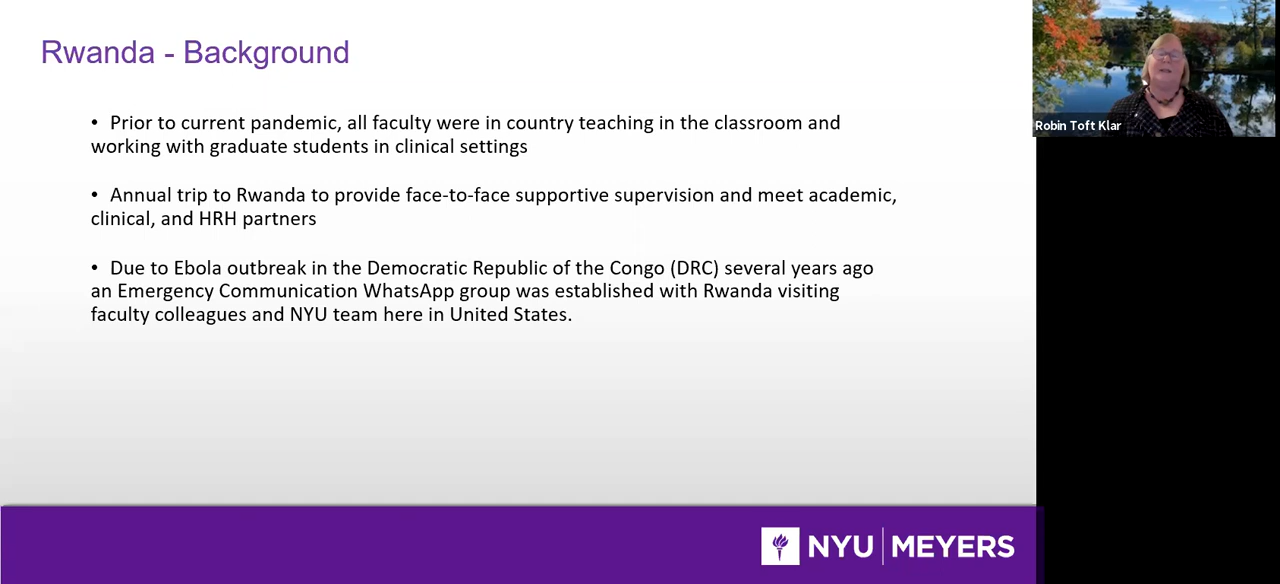 Rwanda - Background
• Prior to current pandemic, all faculty were in country teaching in the classroom and
working with graduate students in clinical settings
• Annual trip to Rwanda to provide face-to-face supportive supervision and meet academic,
clinical, and HRH partners
• Due to Ebola outbreak in the Democratic Republic of the Congo (DRC) several years ago
an Emergency Communication WhatsApp group was established with Rwanda visiting
faculty colleagues and NYU team here in United States.
Robin Toft Klar
NYU MEYERS